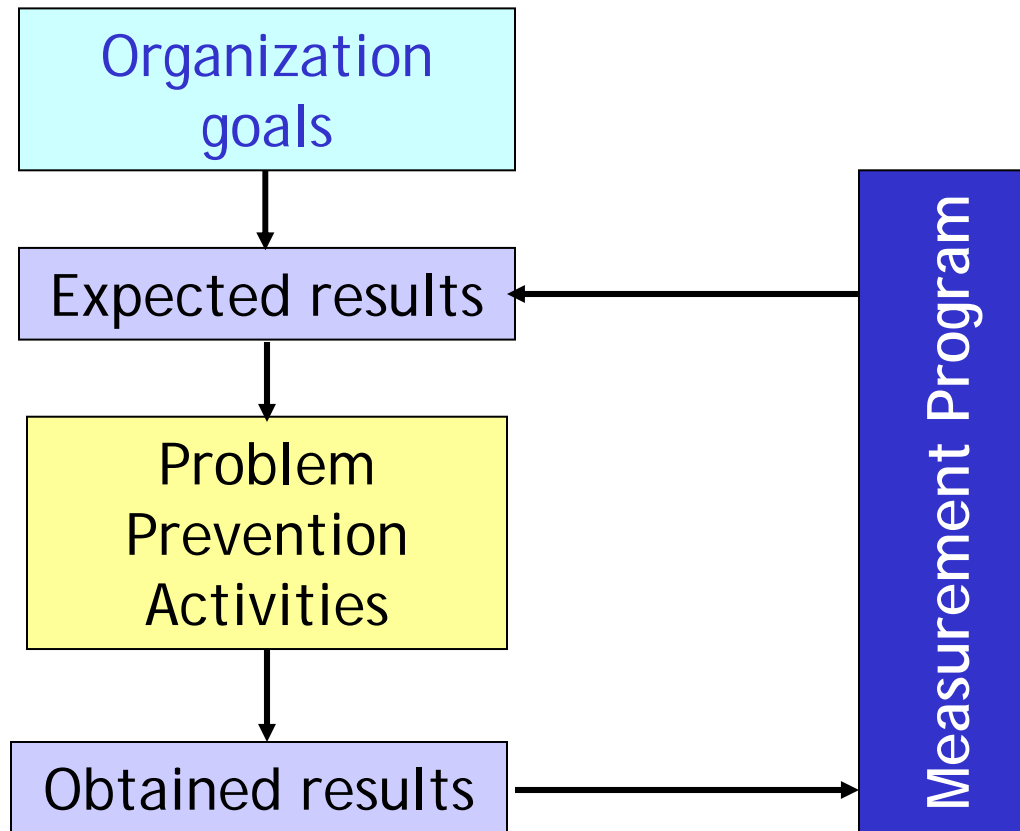 Organization
goals
Expected results
Problem
Prevention
Activities
Obtained results
Measurement Program